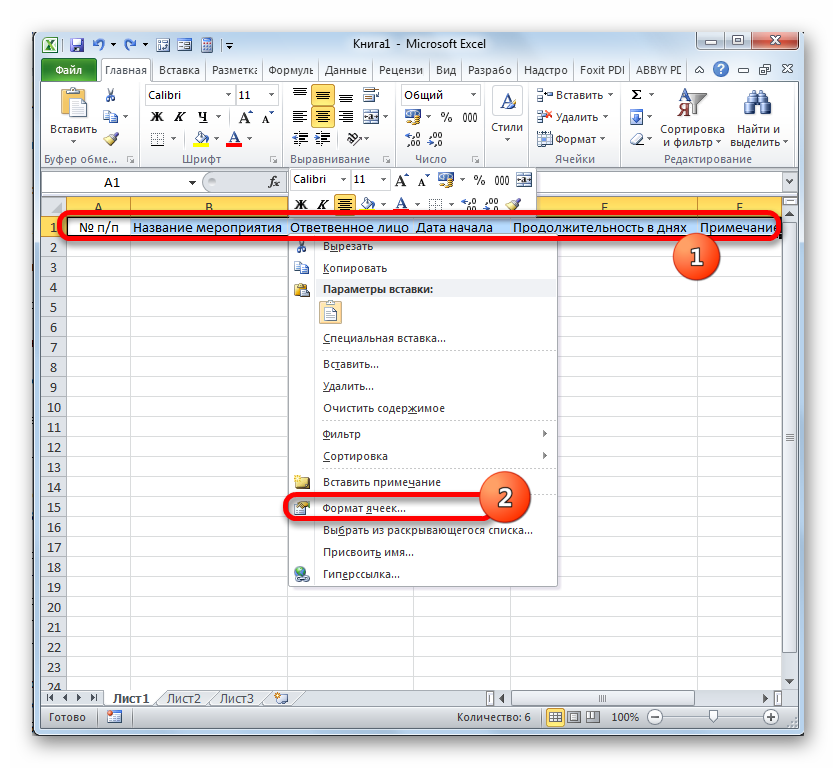 Книга1 - Microsoft Excel
Файл Главная Вставка Разметка Формуль Данные Рецензи Вид Разрабо Надстро Foxit PDI ABBYY PD
Calibri 11 Общий
Вставить Ж К Ч % 000 Стили Вставить Удалить Формат Σ Сортировка и фильтр Найти и выделить
Буфер обме... Шрифт Выравнивание Число Ячейки Редактирование
A1 fx Calibri 11 % 000
Ж К
A B E F
1 № п/п Название мероприятия Ответвенное лицо Дата начала Продолжительность в днях Примечание
1
2 Вырезать
3 Копировать
4 Параметры вставки:
5
6
Специальная вставка...
7
8 Вставить...
9 Удалить...
10 Очистить содержимое
11 Фильтр
12 Сортировка
13
14 Вставить примечание
2
15 Формат ячеек...
16 Выбрать из раскрывающегося списка...
17 Присвоить имя...
18 Гиперссылка...
19
20
21
22
23
24
Лист1 Лист2 Лист3
Готово Количество: 6 100%